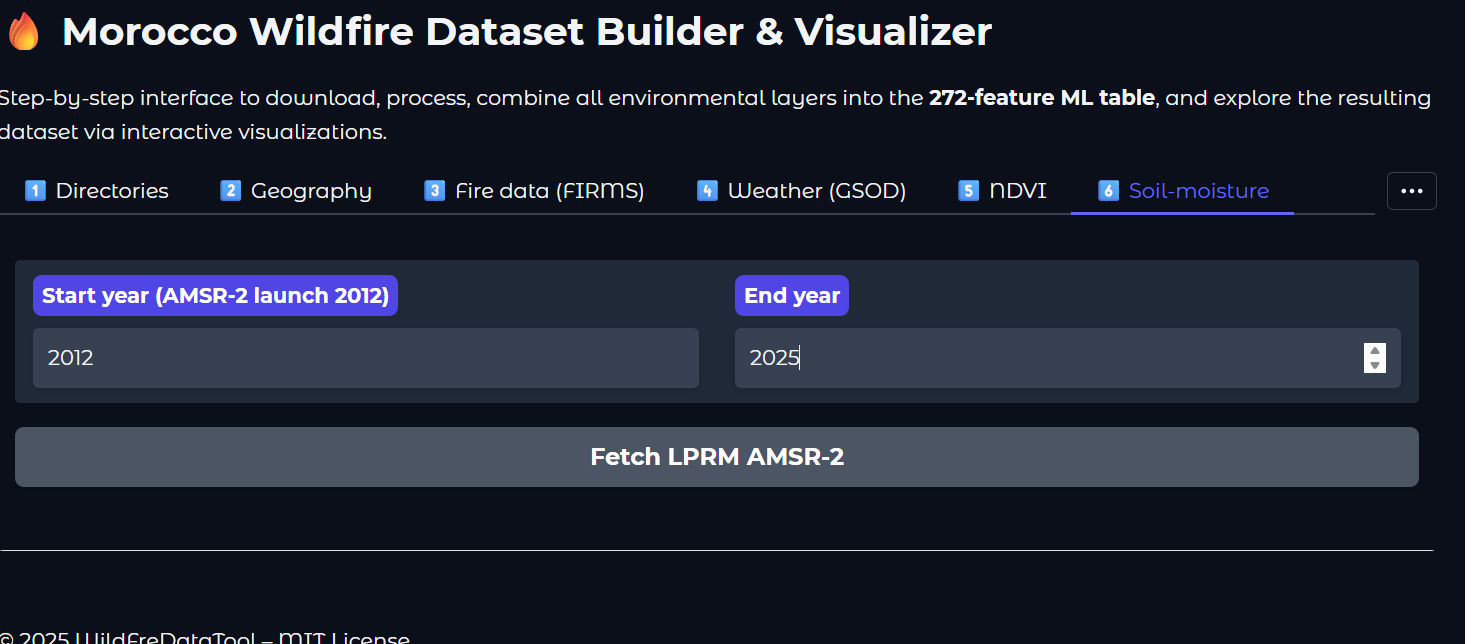 🔥 Morocco Wildfire Dataset Builder & Visualizer
Step-by-step interface to download, process, combine all environmental layers into the 272-feature ML table, and explore the resulting
dataset via interactive visualizations.
1 Directories 2 Geography 3 Fire data (FIRMS) 4 Weather (GSOD) 5 NDVI 6 Soil-moisture ...
Start year (AMSR-2 launch 2012) End year
2012 2025
Fetch LPRM AMSR-2
© 2025 WildFreDataTool – MIT License